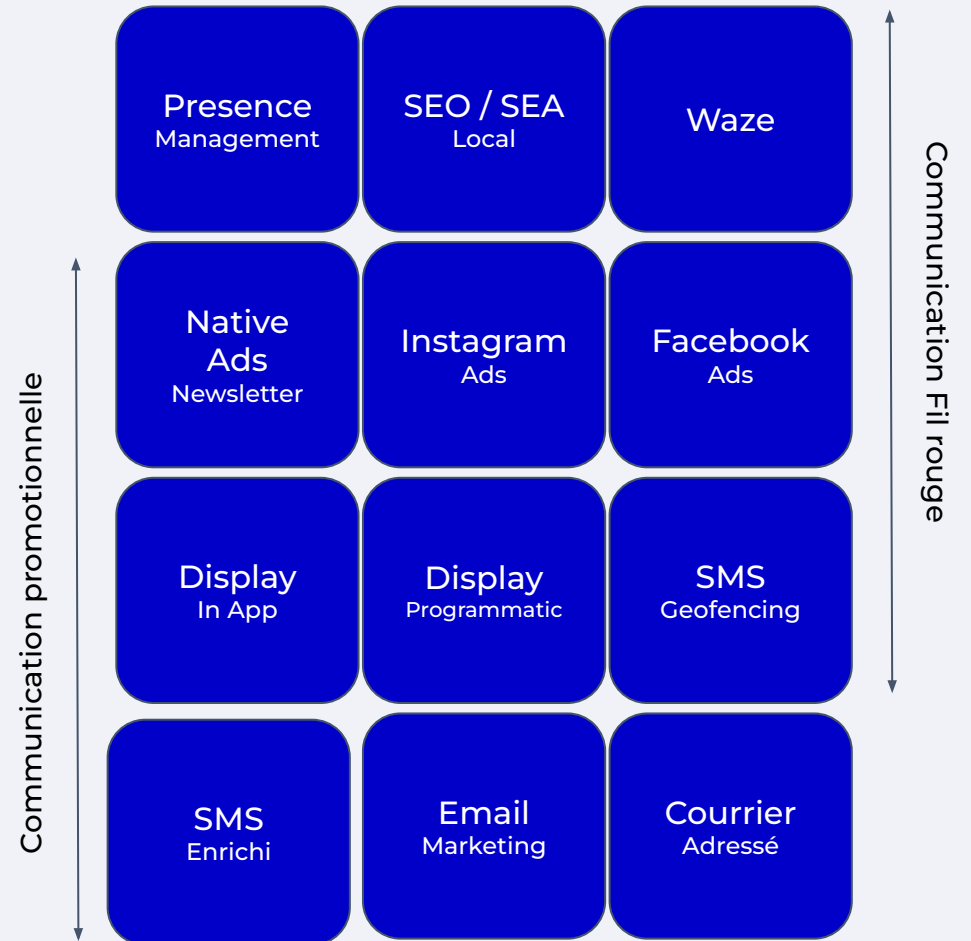 Presence
Management
SEO / SEA
Local
Waze
Native
Ads
Newsletter
Instagram
Ads
Facebook
Ads
Display
In App
Display
Programmatic
SMS
Geofencing
SMS
Enrichi
Email
Marketing
Courrier
Adressé
Communication promotionnelle
Communication Fil rouge